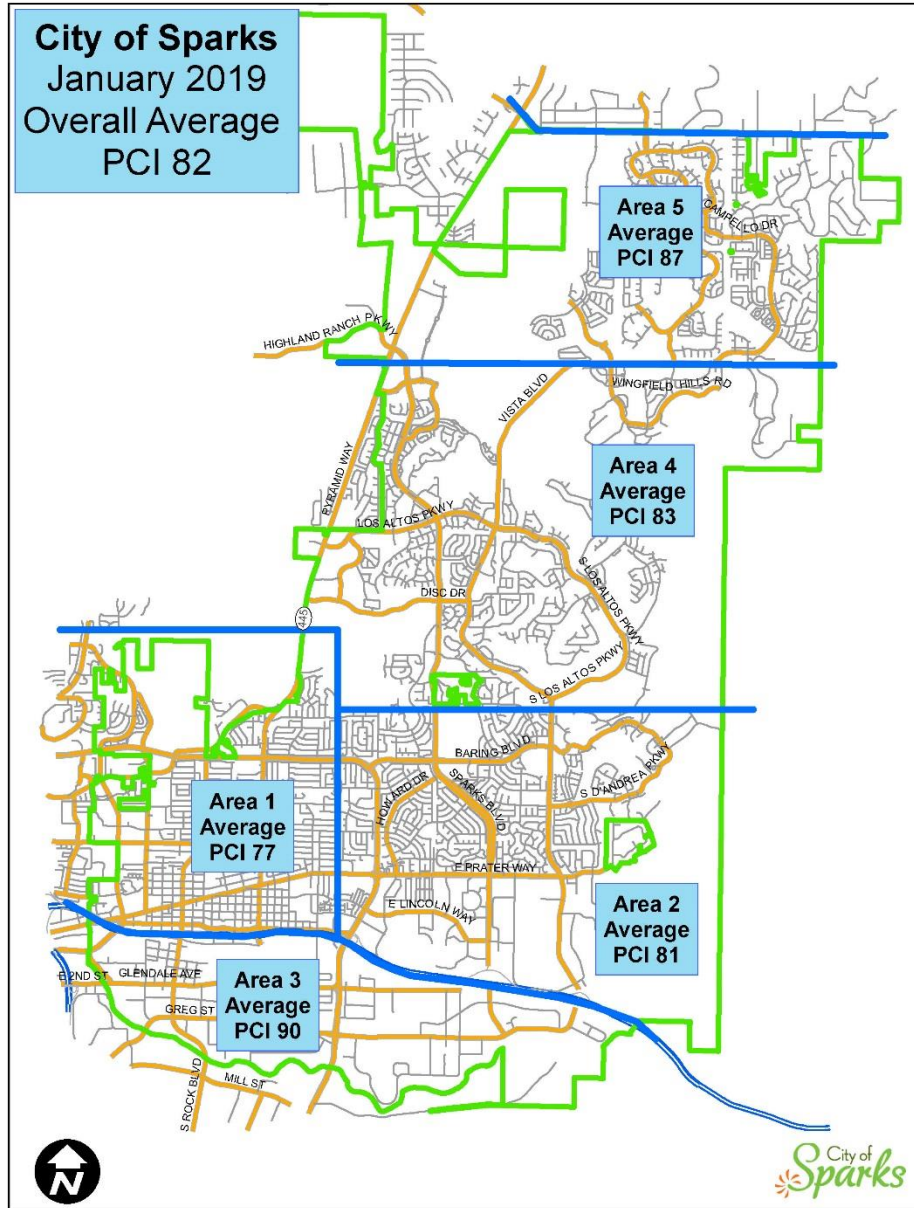 City of Sparks
January 2019
Overall Average
PCI 82
Area 5
Average
PCI 87
CAMPELLO DR
HIGHLAND RANCH PKWY
WINGFIELD HILLS RD
VISTA BLVD
Area 4
Average
PCI 83
PYRAMID WAY
LOS ALTOS PKWY
S LOS ALTOS PKWY
DISC DR
445
S LOS ALTOS PKWY
BARING BLVD
S D'ANDREA PKWY
HOWARD DR
SPARKS BLVD
Area 1
Average
PCI 77
E PRATER WAY
E LINCOLN WAY
Area 2
Average
PCI 81
E 2ND ST
GLENDALE AVE
Area 3
Average
PCI 90
GREG ST
S ROCK BLVD
MILL ST
N
City of
Sparks